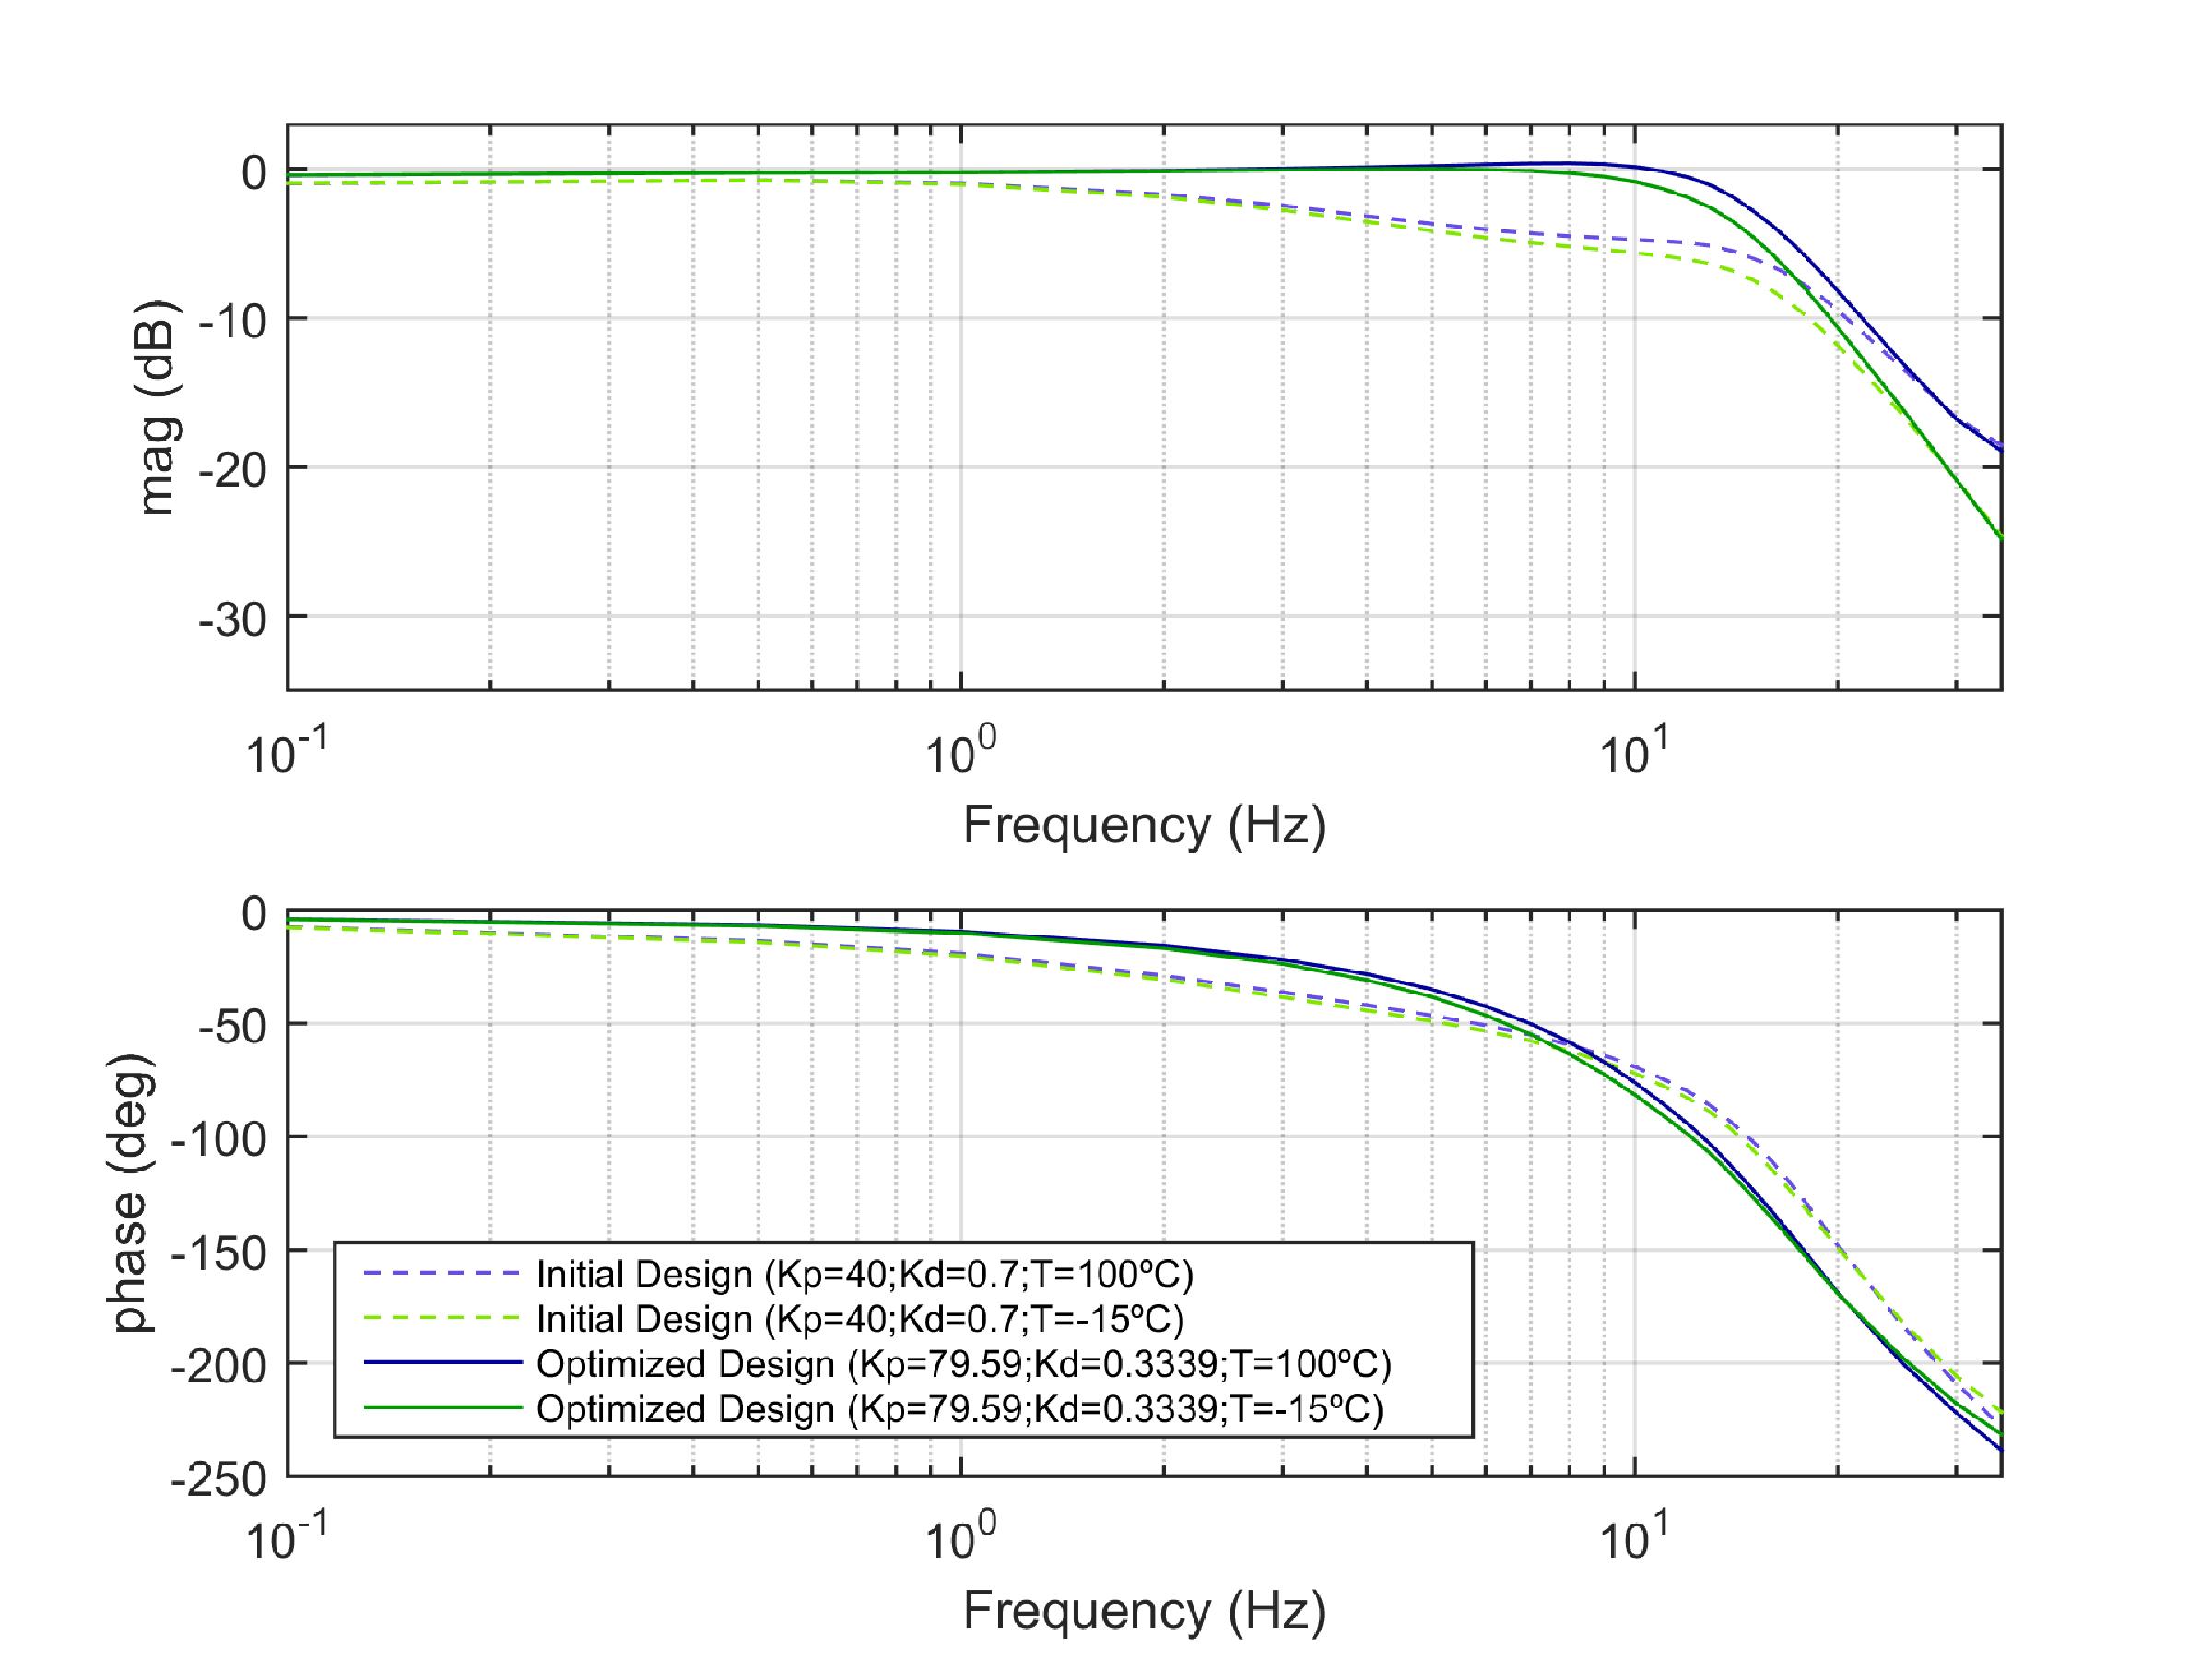 0
-10
-20
-30
mag (dB)
10^-1 10^0 10^1
Frequency (Hz)
0
-50
-100
-150
-200
-250
phase (deg)
Initial Design (Kp=40;Kd=0.7;T=100ºC)
Initial Design (Kp=40;Kd=0.7;T=-15ºC)
Optimized Design (Kp=79.59;Kd=0.3339;T=100ºC)
Optimized Design (Kp=79.59;Kd=0.3339;T=-15ºC)
10^-1 10^0 10^1
Frequency (Hz)